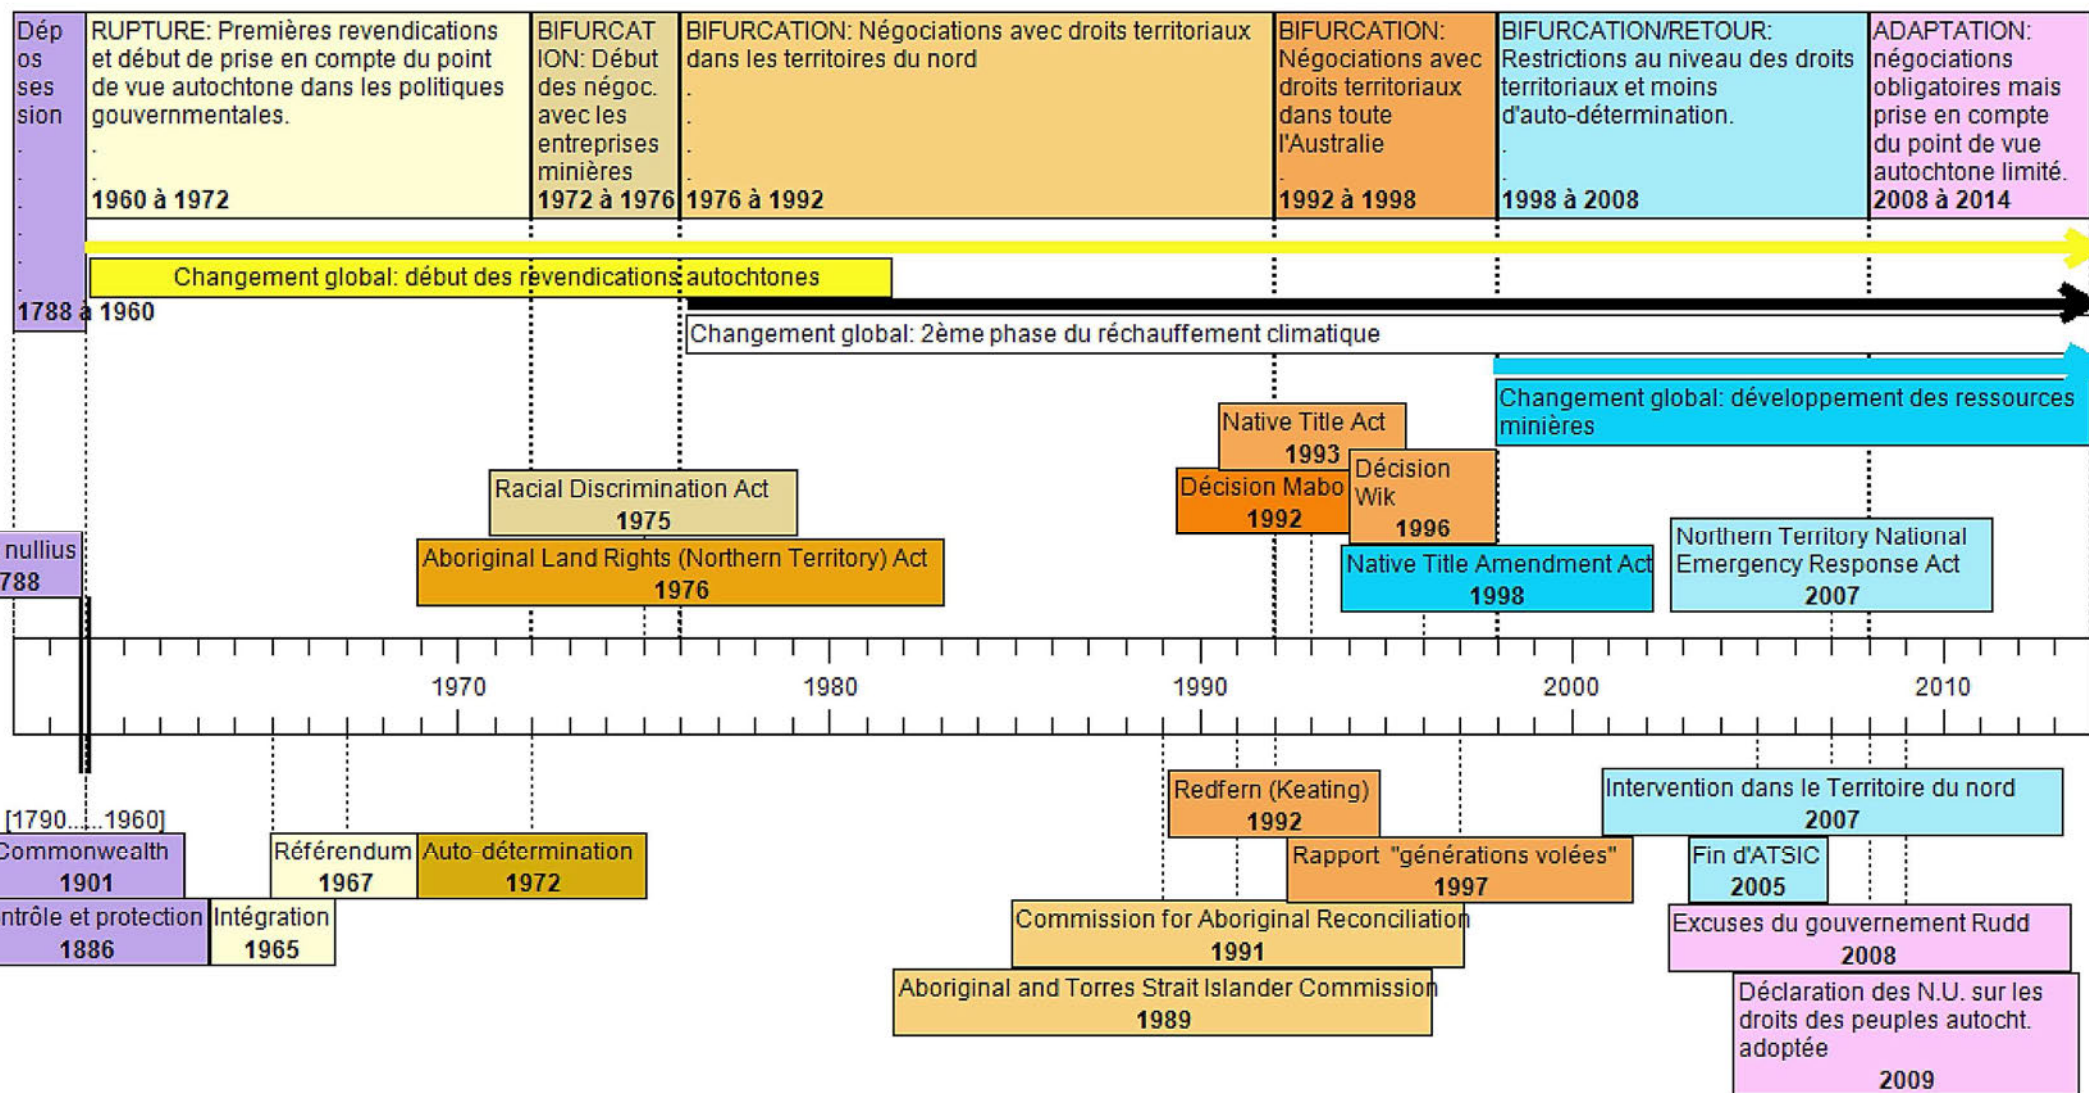 Dép
os
ses
sion
.
.
.
.
.
.
1788 à 1960
RUPTURE: Premières revendications
et début de prise en compte du point
de vue autochtone dans les politiques
gouvernmentales.
.
.
1960 à 1972
BIFURCAT
ION: Début
des négoc.
avec les
entreprises
minières
1972 à 1976
BIFURCATION: Négociations avec droits territoriaux
dans les territoires du nord
.
.
.
.
1976 à 1992
BIFURCATION:
Négociations avec
droits territoriaux
dans toute
l'Australie
.
1992 à 1998
BIFURCATION/RETOUR:
Restrictions au niveau des droits
territoriaux et moins
d'auto-détermination.
.
.
1998 à 2008
ADAPTATION:
négociations
obligatoires mais
prise en compte
du point de vue
autochtone limité.
2008 à 2014
Changement global: début des revendications autochtones
Changement global: 2ème phase du réchauffement climatique
Changement global: développement des ressources
minières
Native Title Act
1993
Décision
Wik
1996
Racial Discrimination Act
1975
Décision Mabo
1992
nullius
788
Aboriginal Land Rights (Northern Territory) Act
1976
Native Title Amendment Act
1998
Northern Territory National
Emergency Response Act
2007
1970 1980 1990 2000 2010
[1790......1960]
Commonwealth
1901
ntrôle et protection
1886
Intégration
1965
Référendum
1967
Auto-détermination
1972
Redfern (Keating)
1992
Rapport "générations volées"
1997
Commission for Aboriginal Reconciliation
1991
Aboriginal and Torres Strait Islander Commission
1989
Intervention dans le Territoire du nord
2007
Fin d'ATSIC
2005
Excuses du gouvernement Rudd
2008
Déclaration des N.U. sur les
droits des peuples autocht.
adoptée
2009